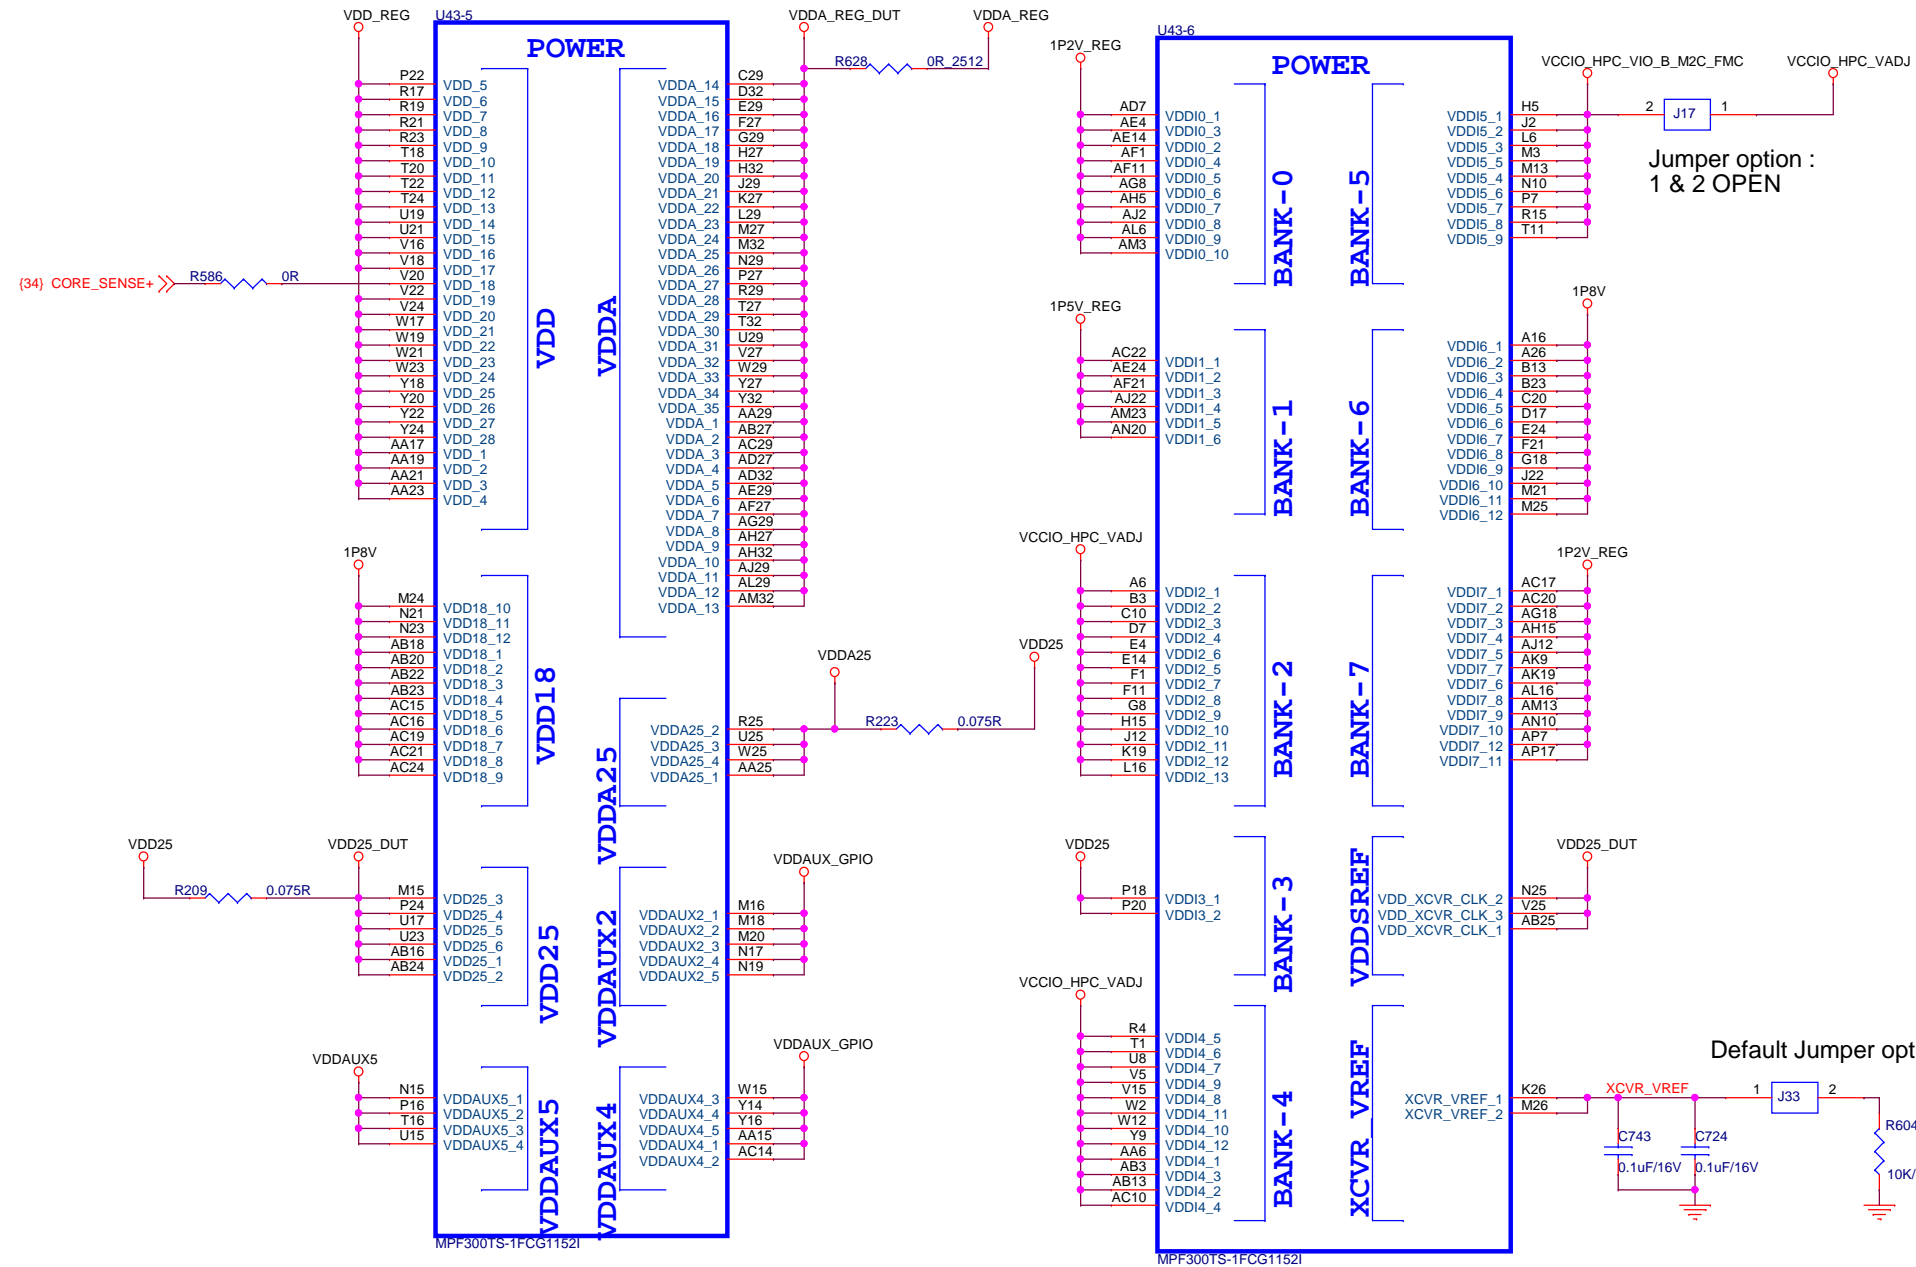 VDD_REG
U43-5
POWER
VDDA_REG_DUT
VDDA_REG
R628
0R_2512
P22 VDD_5
R17 VDD_6
R19 VDD_7
R21 VDD_8
R23 VDD_9
T18 VDD_10
T20 VDD_11
T22 VDD_12
T24 VDD_13
U19 VDD_14
U21 VDD_15
V16 VDD_16
V18 VDD_17
V20 VDD_18
V22 VDD_19
V24 VDD_20
W17 VDD_21
W19 VDD_22
W21 VDD_23
W23 VDD_24
Y18 VDD_25
Y20 VDD_26
Y22 VDD_27
Y24 VDD_28
AA17 VDD_1
AA19 VDD_2
AA21 VDD_3
AA23 VDD_4
{34} CORE_SENSE+
R586
0R
VDD
VDDA
VDDA_14 C29
VDDA_15 D32
VDDA_16 E29
VDDA_17 F27
VDDA_18 G29
VDDA_19 H27
VDDA_20 H32
VDDA_21 J29
VDDA_22 K27
VDDA_23 L29
VDDA_24 M27
VDDA_25 M32
VDDA_26 N29
VDDA_27 P27
VDDA_28 R29
VDDA_29 T27
VDDA_30 T32
VDDA_31 U29
VDDA_32 V27
VDDA_33 W29
VDDA_34 Y27
VDDA_35 Y32
VDDA_1 AA29
VDDA_2 AB27
VDDA_3 AC29
VDDA_4 AD27
VDDA_5 AD32
VDDA_6 AE29
VDDA_7 AF27
VDDA_8 AG29
VDDA_9 AH27
VDDA_10 AH32
VDDA_11 AJ29
VDDA_12 AL29
VDDA_13 AM32
1P8V
M24 VDD18_10
N21 VDD18_11
N23 VDD18_12
AB18 VDD18_1
AB20 VDD18_2
AB22 VDD18_3
AB23 VDD18_4
AC15 VDD18_5
AC16 VDD18_6
AC19 VDD18_7
AC21 VDD18_8
AC24 VDD18_9
VDD18
VDDA25
VDDA25
VDD25
R223
0.075R
VDDA25_2 R25
VDDA25_3 U25
VDDA25_4 W25
VDDA25_1 AA25
VDD25
VDD25_DUT
R209
0.075R
M15 VDD25_3
P24 VDD25_4
U17 VDD25_5
U23 VDD25_6
AB16 VDD25_1
AB24 VDD25_2
VDD25
VDDAUX2
VDDAUX_GPIO
VDDAUX2_1 M16
VDDAUX2_2 M18
VDDAUX2_3 M20
VDDAUX2_4 N17
VDDAUX2_5 N19
VDDAUX5
N15 VDDAUX5_1
P16 VDDAUX5_2
T16 VDDAUX5_3
U15 VDDAUX5_4
VDDAUX5
VDDAUX4
VDDAUX_GPIO
VDDAUX4_3 W15
VDDAUX4_4 Y14
VDDAUX4_5 Y16
VDDAUX4_1 AA15
VDDAUX4_2 AC14
MPF300TS-1FCG1152I
U43-6
POWER
1P2V_REG
AD7 VDDI0_1
AE4 VDDI0_3
AE14 VDDI0_2
AF1 VDDI0_4
AF11 VDDI0_5
AG8 VDDI0_6
AH5 VDDI0_7
AJ2 VDDI0_8
AL6 VDDI0_9
AM3 VDDI0_10
BANK-0
BANK-5
VCCIO_HPC_VIO_B_M2C_FMC
VCCIO_HPC_VADJ
2 J17 1
Jumper option :
1 & 2 OPEN
VDDI5_1 H5
VDDI5_2 J2
VDDI5_3 L6
VDDI5_5 M3
VDDI5_4 M13
VDDI5_6 N10
VDDI5_7 P7
VDDI5_8 R15
VDDI5_9 T11
1P5V_REG
AC22 VDDI1_1
AE24 VDDI1_2
AF21 VDDI1_3
AJ22 VDDI1_4
AM23 VDDI1_5
AN20 VDDI1_6
BANK-1
BANK-6
1P8V
VDDI6_1 A16
VDDI6_2 A26
VDDI6_3 B13
VDDI6_4 B23
VDDI6_5 C20
VDDI6_6 D17
VDDI6_7 E24
VDDI6_8 F21
VDDI6_9 G18
VDDI6_10 J22
VDDI6_11 M21
VDDI6_12 M25
VCCIO_HPC_VADJ
A6 VDDI2_1
B3 VDDI2_2
C10 VDDI2_3
D7 VDDI2_4
E4 VDDI2_6
E14 VDDI2_5
F1 VDDI2_7
F11 VDDI2_8
G8 VDDI2_9
H15 VDDI2_10
J12 VDDI2_11
K19 VDDI2_12
L16 VDDI2_13
BANK-2
BANK-7
1P2V_REG
VDDI7_1 AC17
VDDI7_2 AC20
VDDI7_3 AG18
VDDI7_4 AH15
VDDI7_5 AJ12
VDDI7_7 AK9
VDDI7_6 AK19
VDDI7_8 AL16
VDDI7_9 AM13
VDDI7_10 AN10
VDDI7_12 AP7
VDDI7_11 AP17
VDD25
P18 VDDI3_1
P20 VDDI3_2
BANK-3
VDDSREF
VDD25_DUT
VDD_XCVR_CLK_2 N25
VDD_XCVR_CLK_3 V25
VDD_XCVR_CLK_1 AB25
VCCIO_HPC_VADJ
R4 VDDI4_5
T1 VDDI4_6
U8 VDDI4_7
V5 VDDI4_9
V15 VDDI4_8
W2 VDDI4_11
W12 VDDI4_10
Y9 VDDI4_12
AA6 VDDI4_1
AB3 VDDI4_3
AB13 VDDI4_2
AC10 VDDI4_4
BANK-4
XCVR_VREF
XCVR_VREF_1 K26
XCVR_VREF_2 M26
XCVR_VREF
Default Jumper opt
1 J33 2
C743
0.1uF/16V
C724
0.1uF/16V
R604
10K/
MPF300TS-1FCG1152I